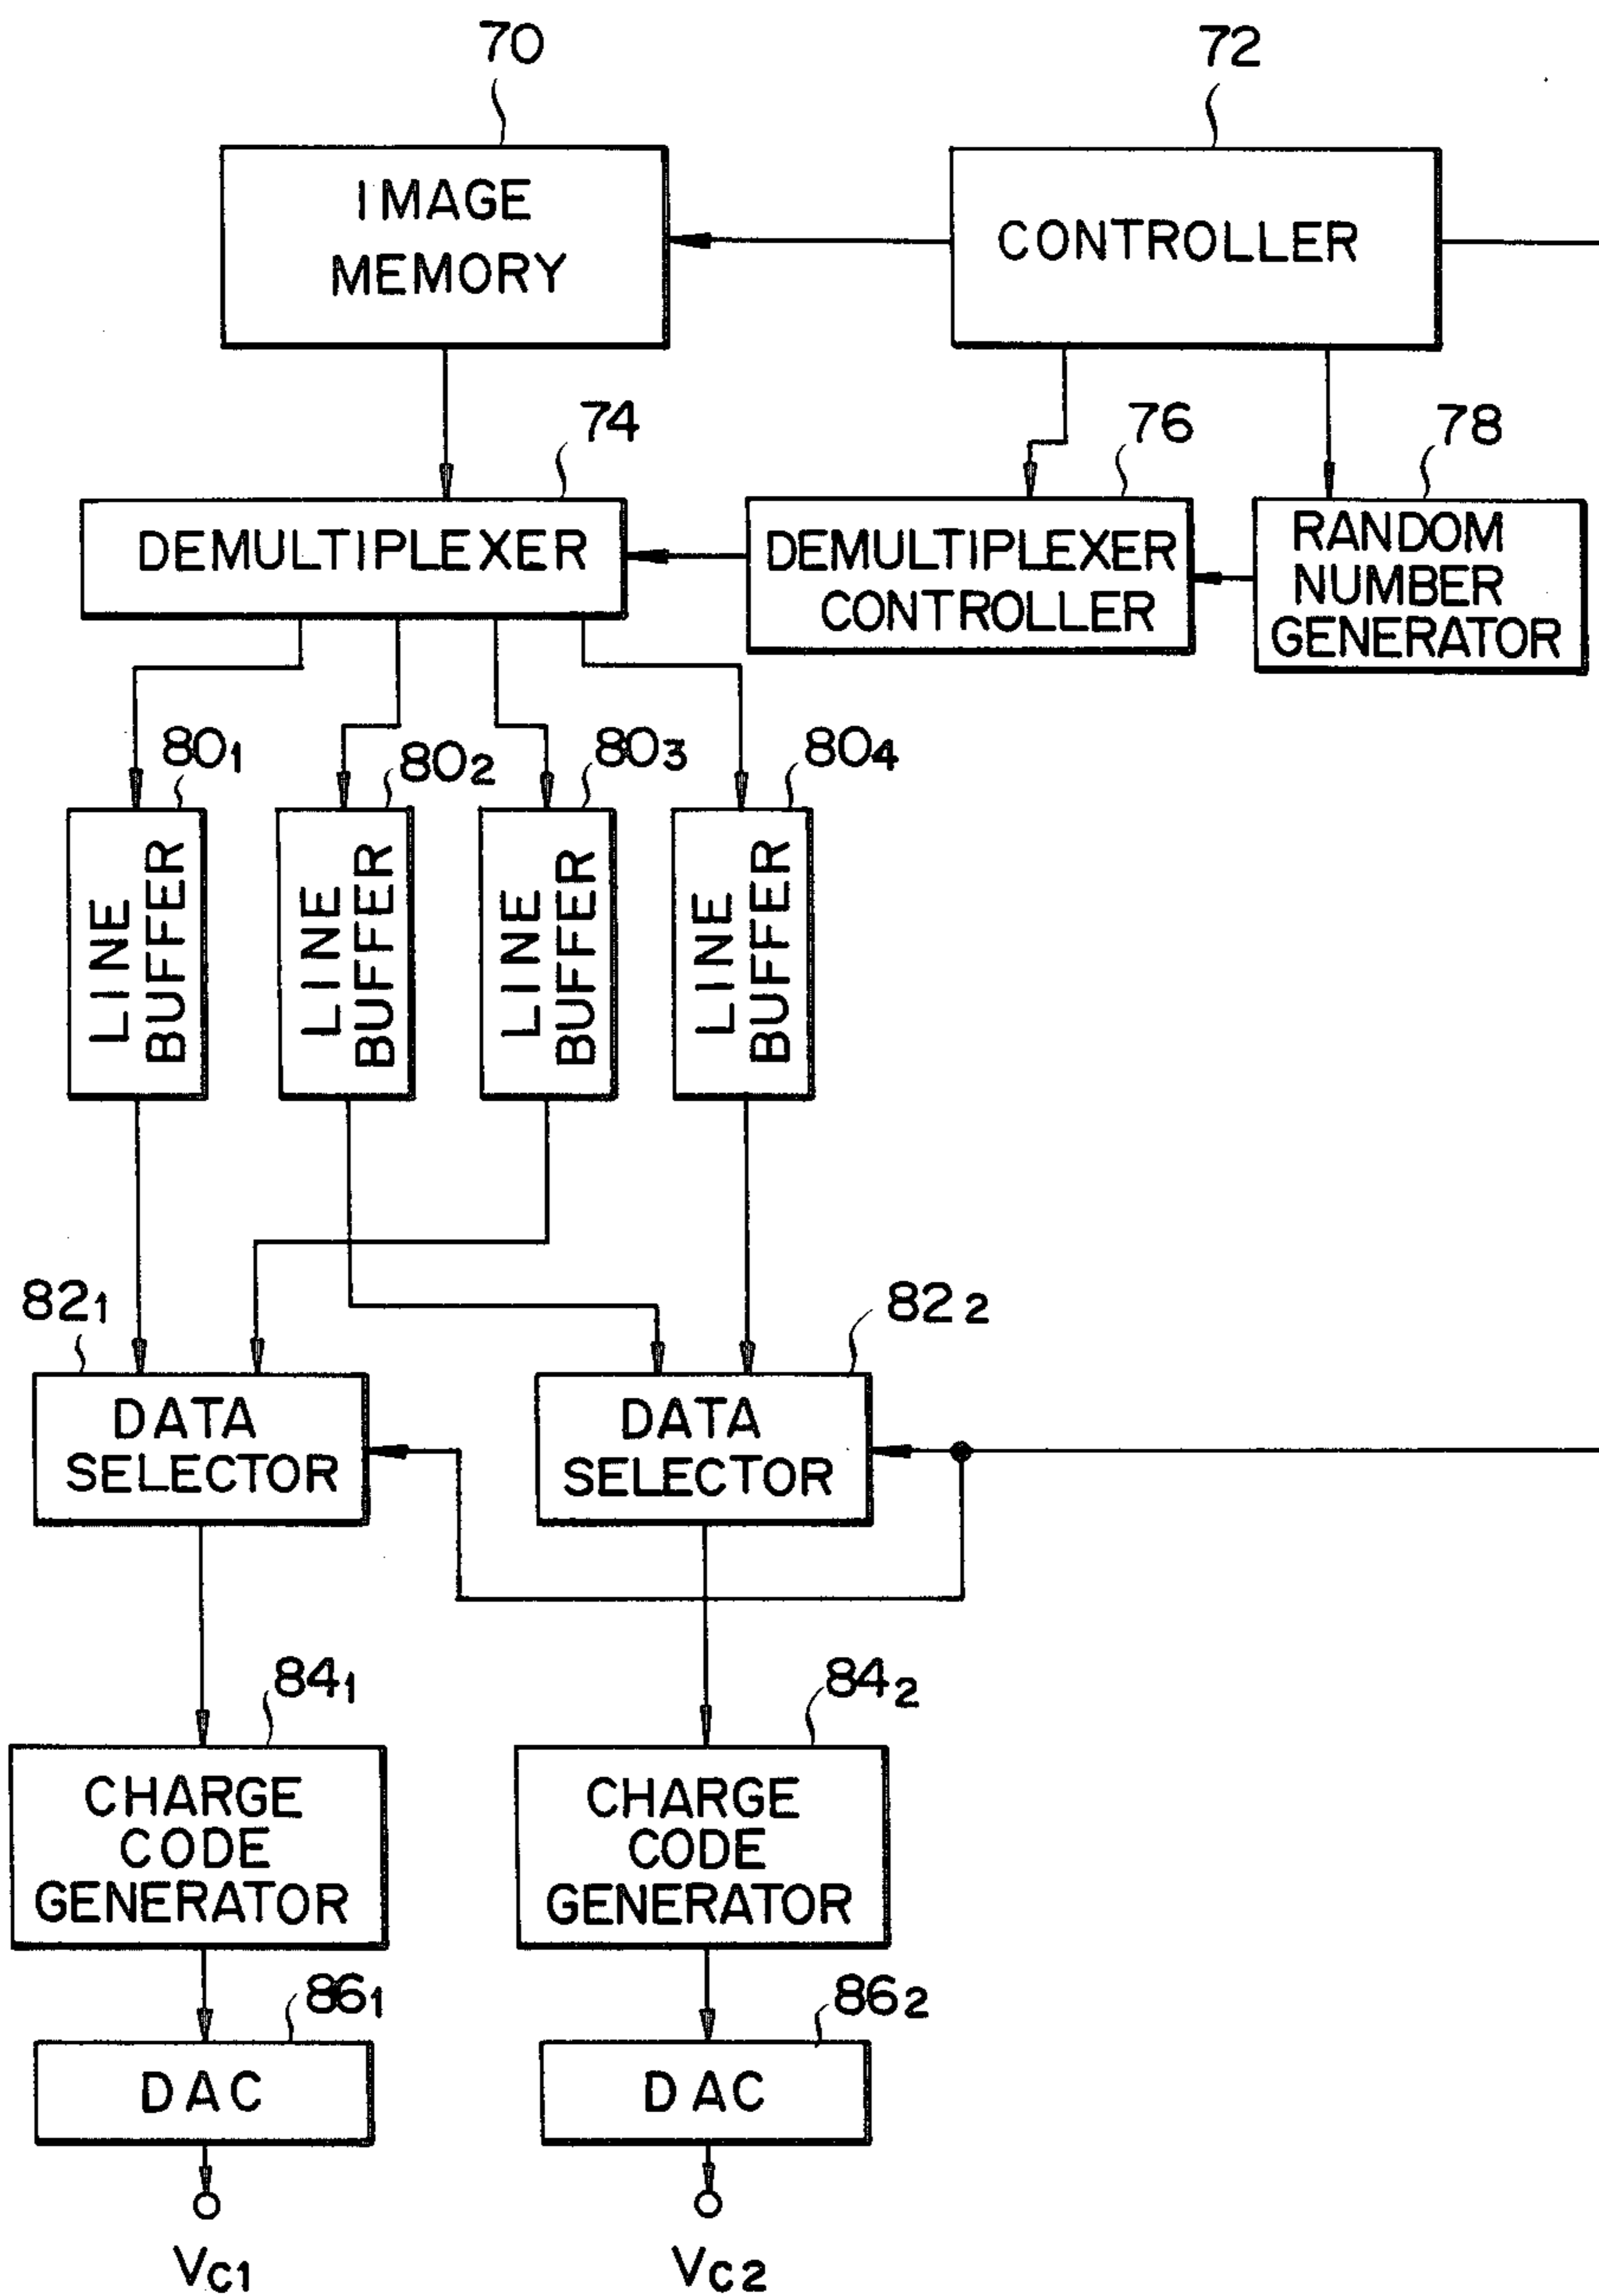 70
72
IMAGE
MEMORY
CONTROLLER
74
76
78
DEMULTIPLEXER
DEMULTIPLEXER
CONTROLLER
RANDOM
NUMBER
GENERATOR
80₁
80₂
80₃
80₄
LINE
BUFFER
LINE
BUFFER
LINE
BUFFER
LINE
BUFFER
82₁
82₂
DATA
SELECTOR
DATA
SELECTOR
84₁
84₂
CHARGE
CODE
GENERATOR
CHARGE
CODE
GENERATOR
86₁
86₂
DAC
DAC
VC1
VC2